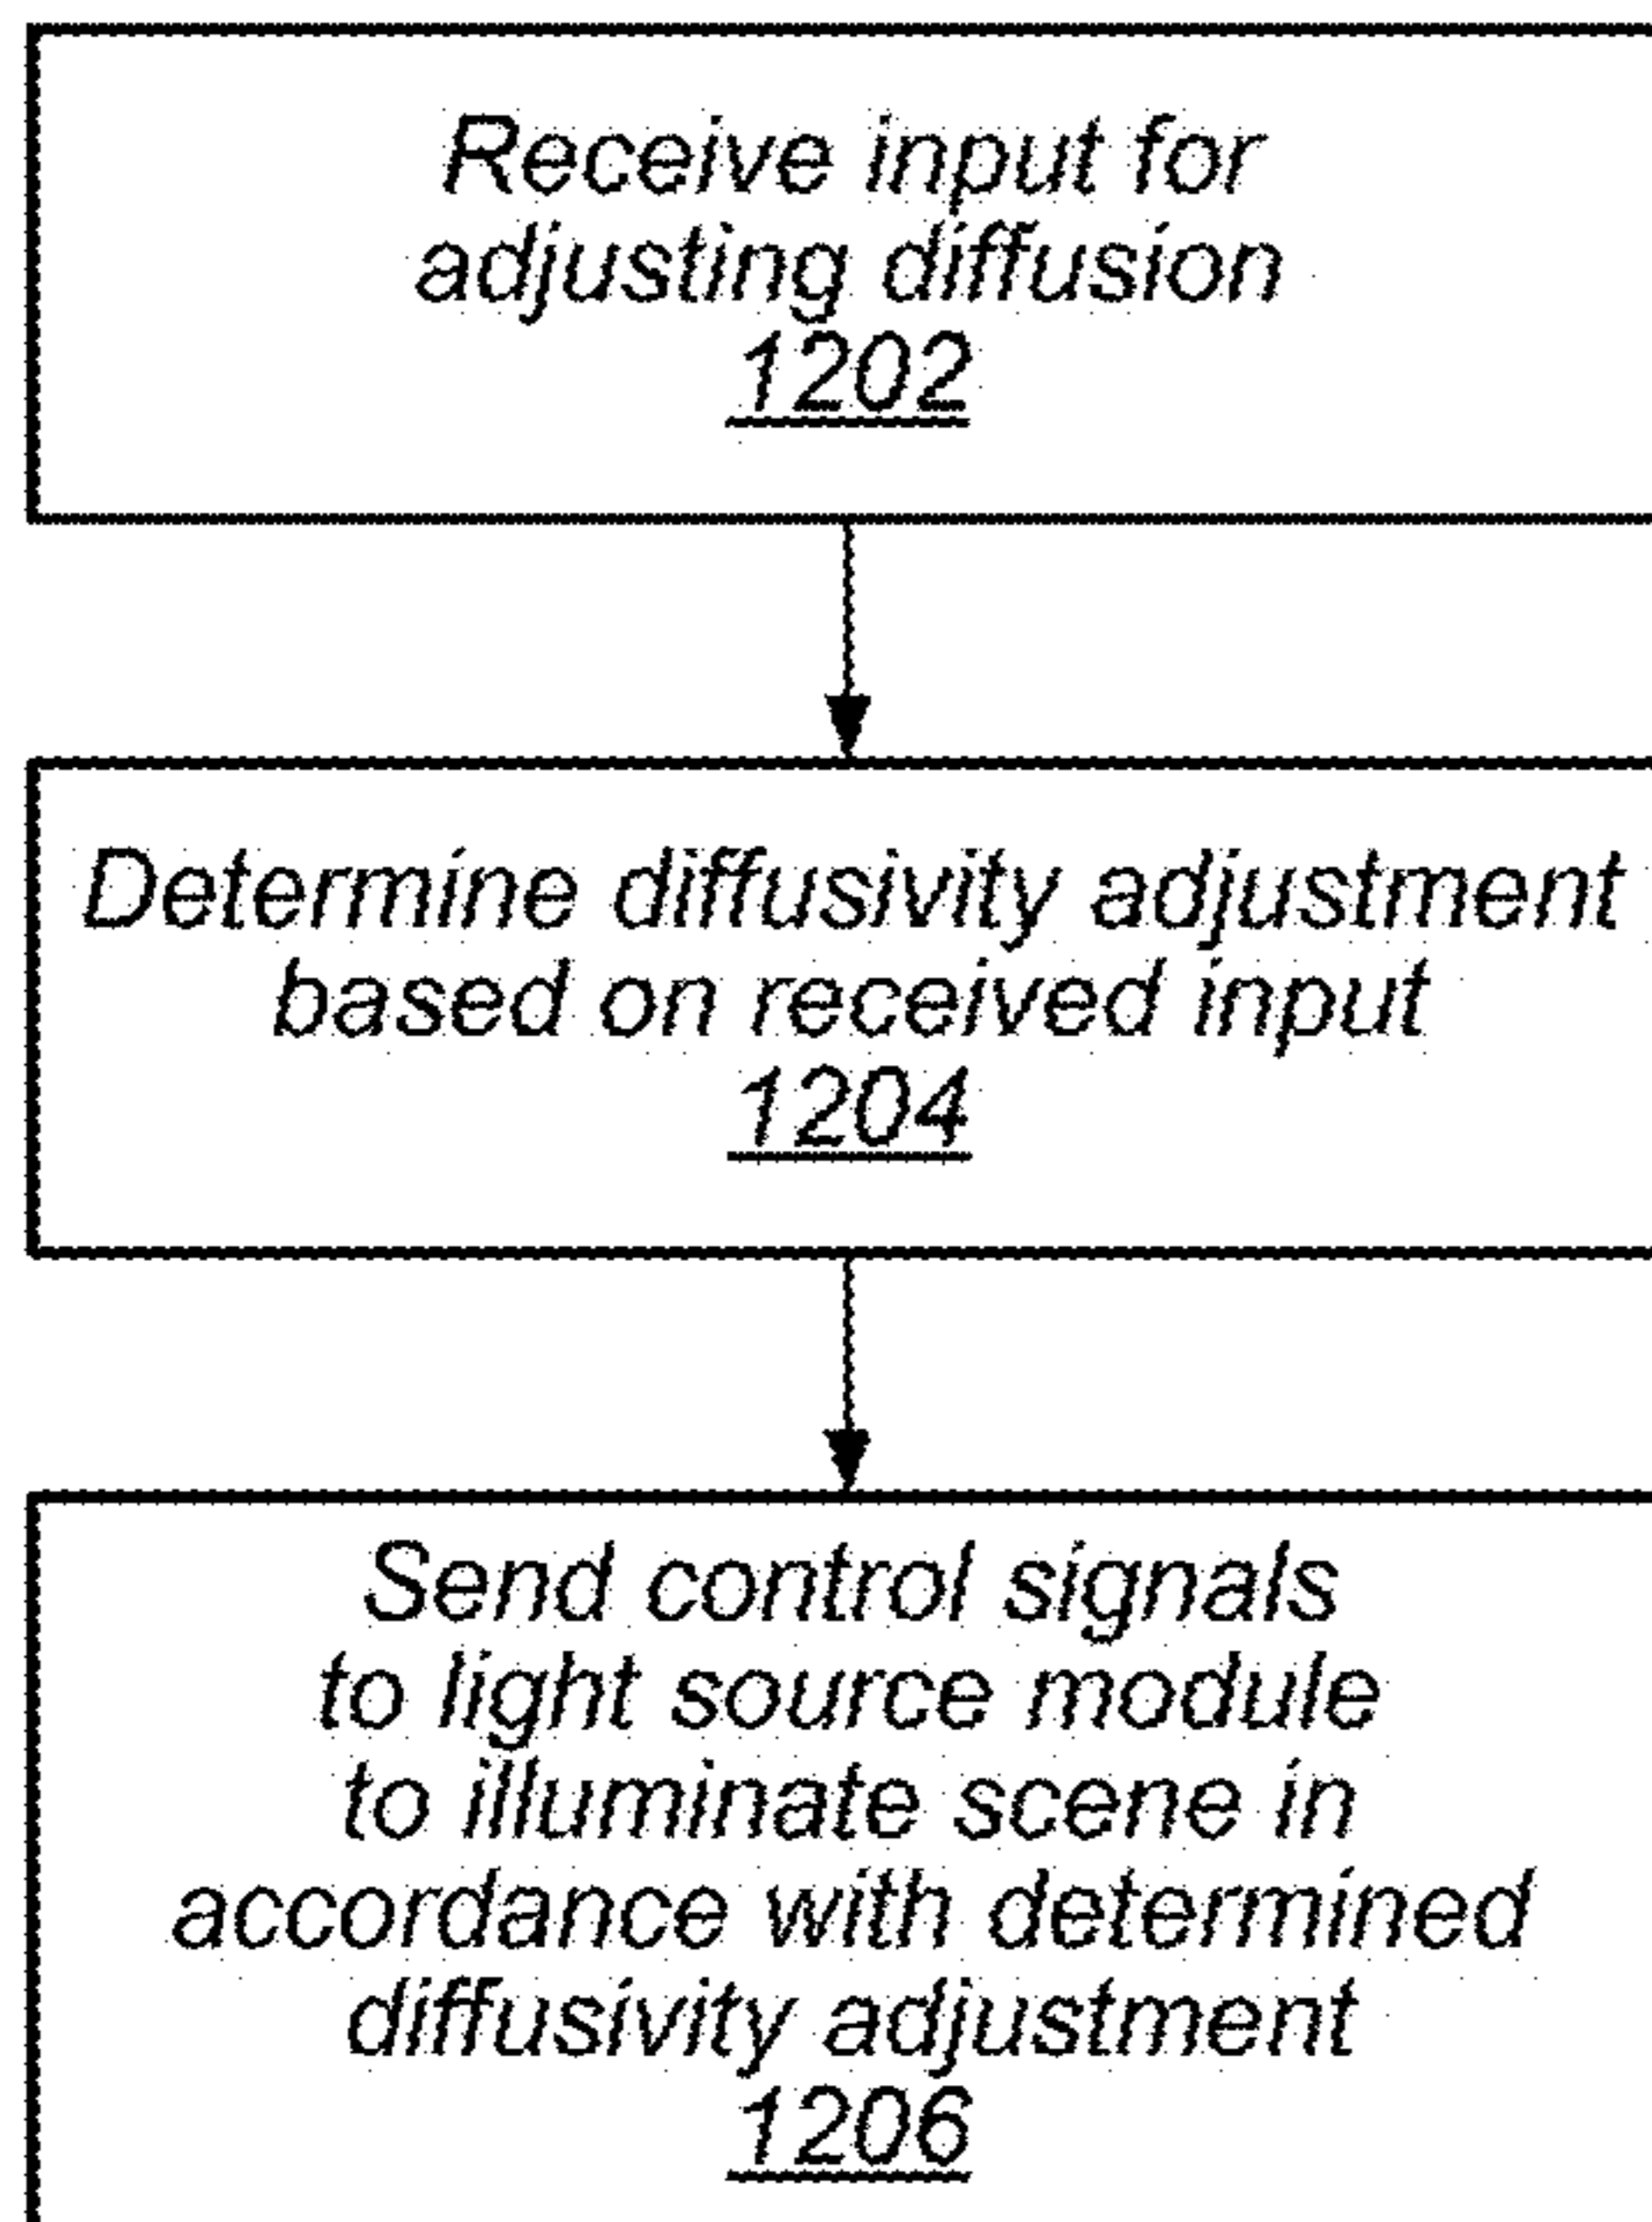 Receive input for
adjusting diffusion
1202
Determine diffusivity adjustment
based on received input
1204
Send control signals
to light source module
to illuminate scene in
accordance with determined
diffusivity adjustment
1206